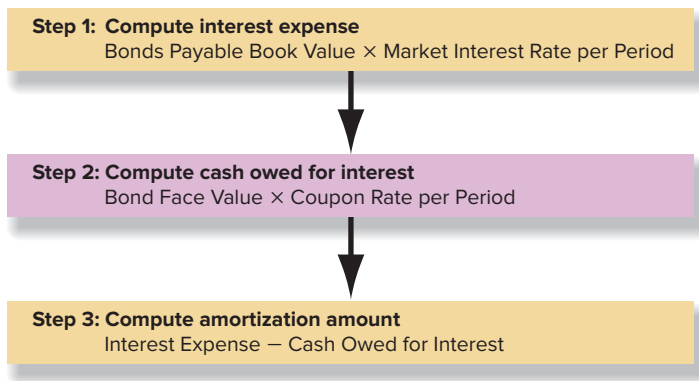 Step 1: Compute interest expense
Bonds Payable Book Value × Market Interest Rate per Period
Step 2: Compute cash owed for interest
Bond Face Value × Coupon Rate per Period
Step 3: Compute amortization amount
Interest Expense − Cash Owed for Interest